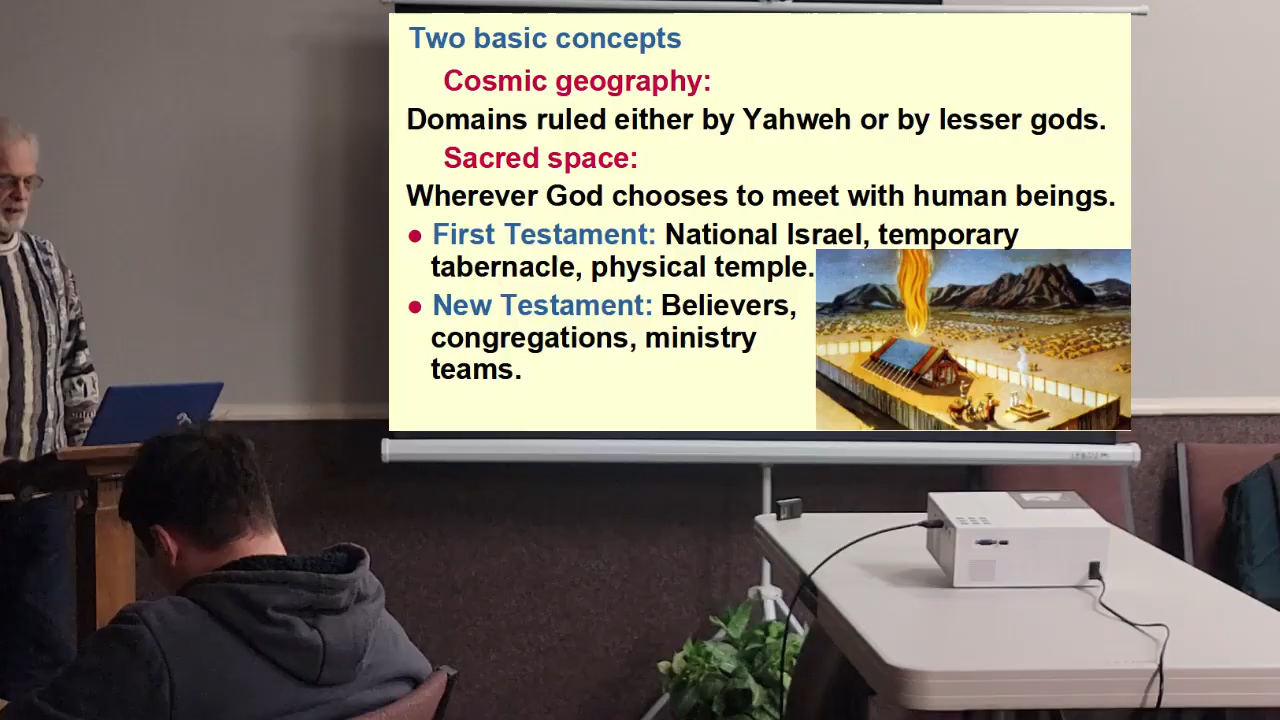 Two basic concepts
Cosmic geography:
Domains ruled either by Yahweh or by lesser gods.
Sacred space:
Wherever God chooses to meet with human beings.
● First Testament: National Israel, temporary
tabernacle, physical temple.
● New Testament: Believers,
congregations, ministry
teams.